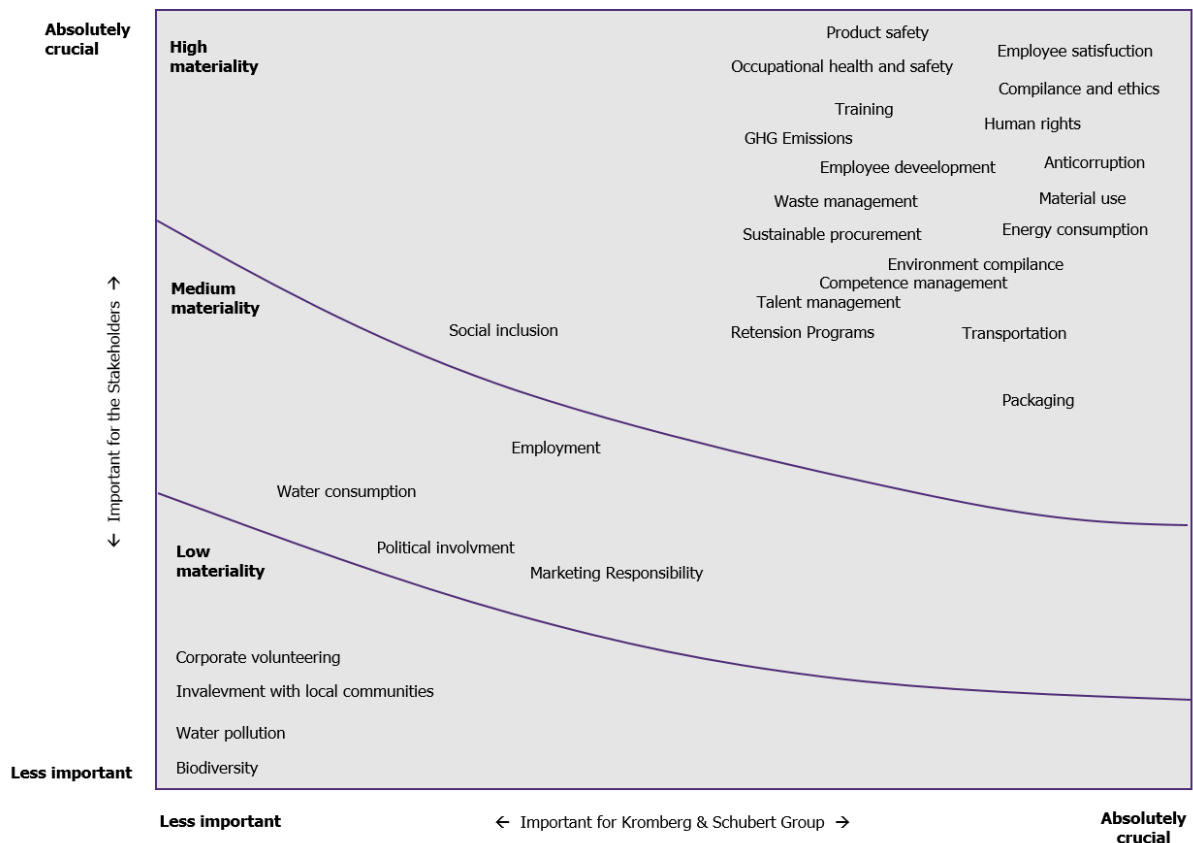 Absolutely
crucial
High
materiality
Product safety
Employee satisfuction
Occupational health and safety
Compilance and ethics
Training
Human rights
GHG Emissions
Employee deveelopment
Anticorruption
Waste management
Material use
Sustainable procurement
Energy consumption
Environment compilance
Competence management
Medium
materiality
Talent management
Social inclusion
Retension Programs
Transportation
Packaging
← Important for the Stakeholders →
Employment
Water consumption
Low
materiality
Political involvment
Marketing Responsibility
Corporate volunteering
Invalevment with local communities
Water pollution
Biodiversity
Less important
Less important
← Important for Kromberg & Schubert Group →
Absolutely
crucial